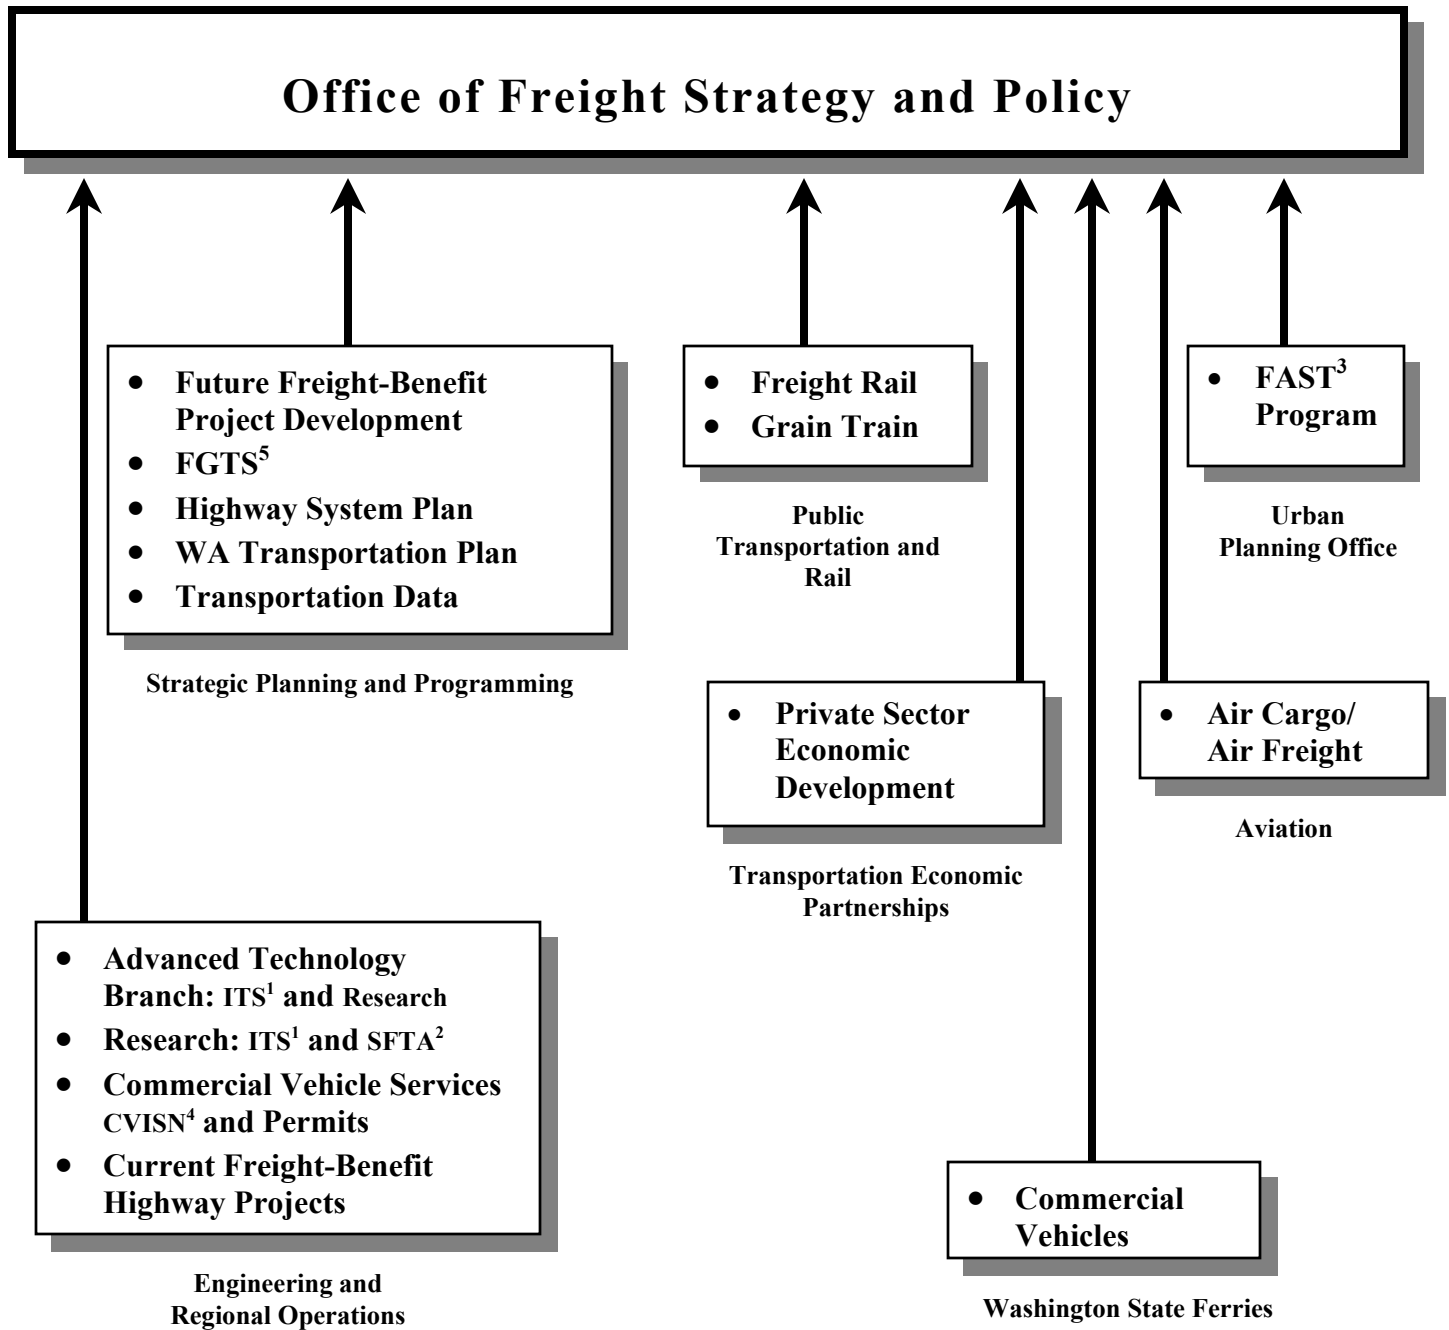 Office of Freight Strategy and Policy
• Future Freight-Benefit
Project Development
• FGTS⁵
• Highway System Plan
• WA Transportation Plan
• Transportation Data
Strategic Planning and Programming
• Freight Rail
• Grain Train
Public
Transportation and
Rail
• FAST³
Program
Urban
Planning Office
• Private Sector
Economic
Development
Transportation Economic
Partnerships
• Air Cargo/
Air Freight
Aviation
• Advanced Technology
Branch: ITS¹ and Research
• Research: ITS¹ and SFTA²
• Commercial Vehicle Services
CVISN⁴ and Permits
• Current Freight-Benefit
Highway Projects
Engineering and
Regional Operations
• Commercial
Vehicles
Washington State Ferries